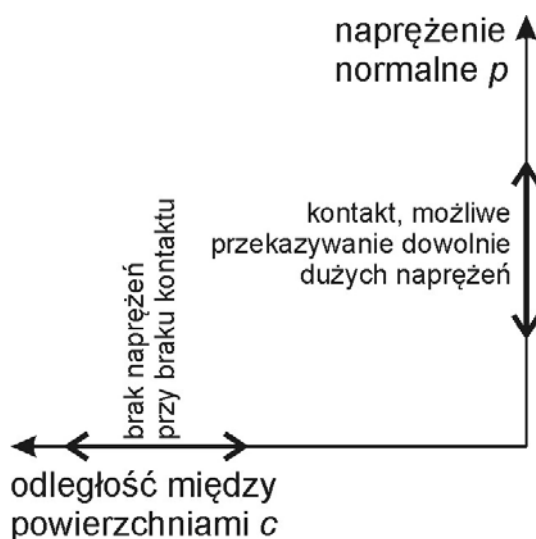 naprężenie
normalne p
kontakt, możliwe
przekazywanie dowolnie
dużych naprężeń
brak naprężeń
przy braku kontaktu
odległość między
powierzchniami c